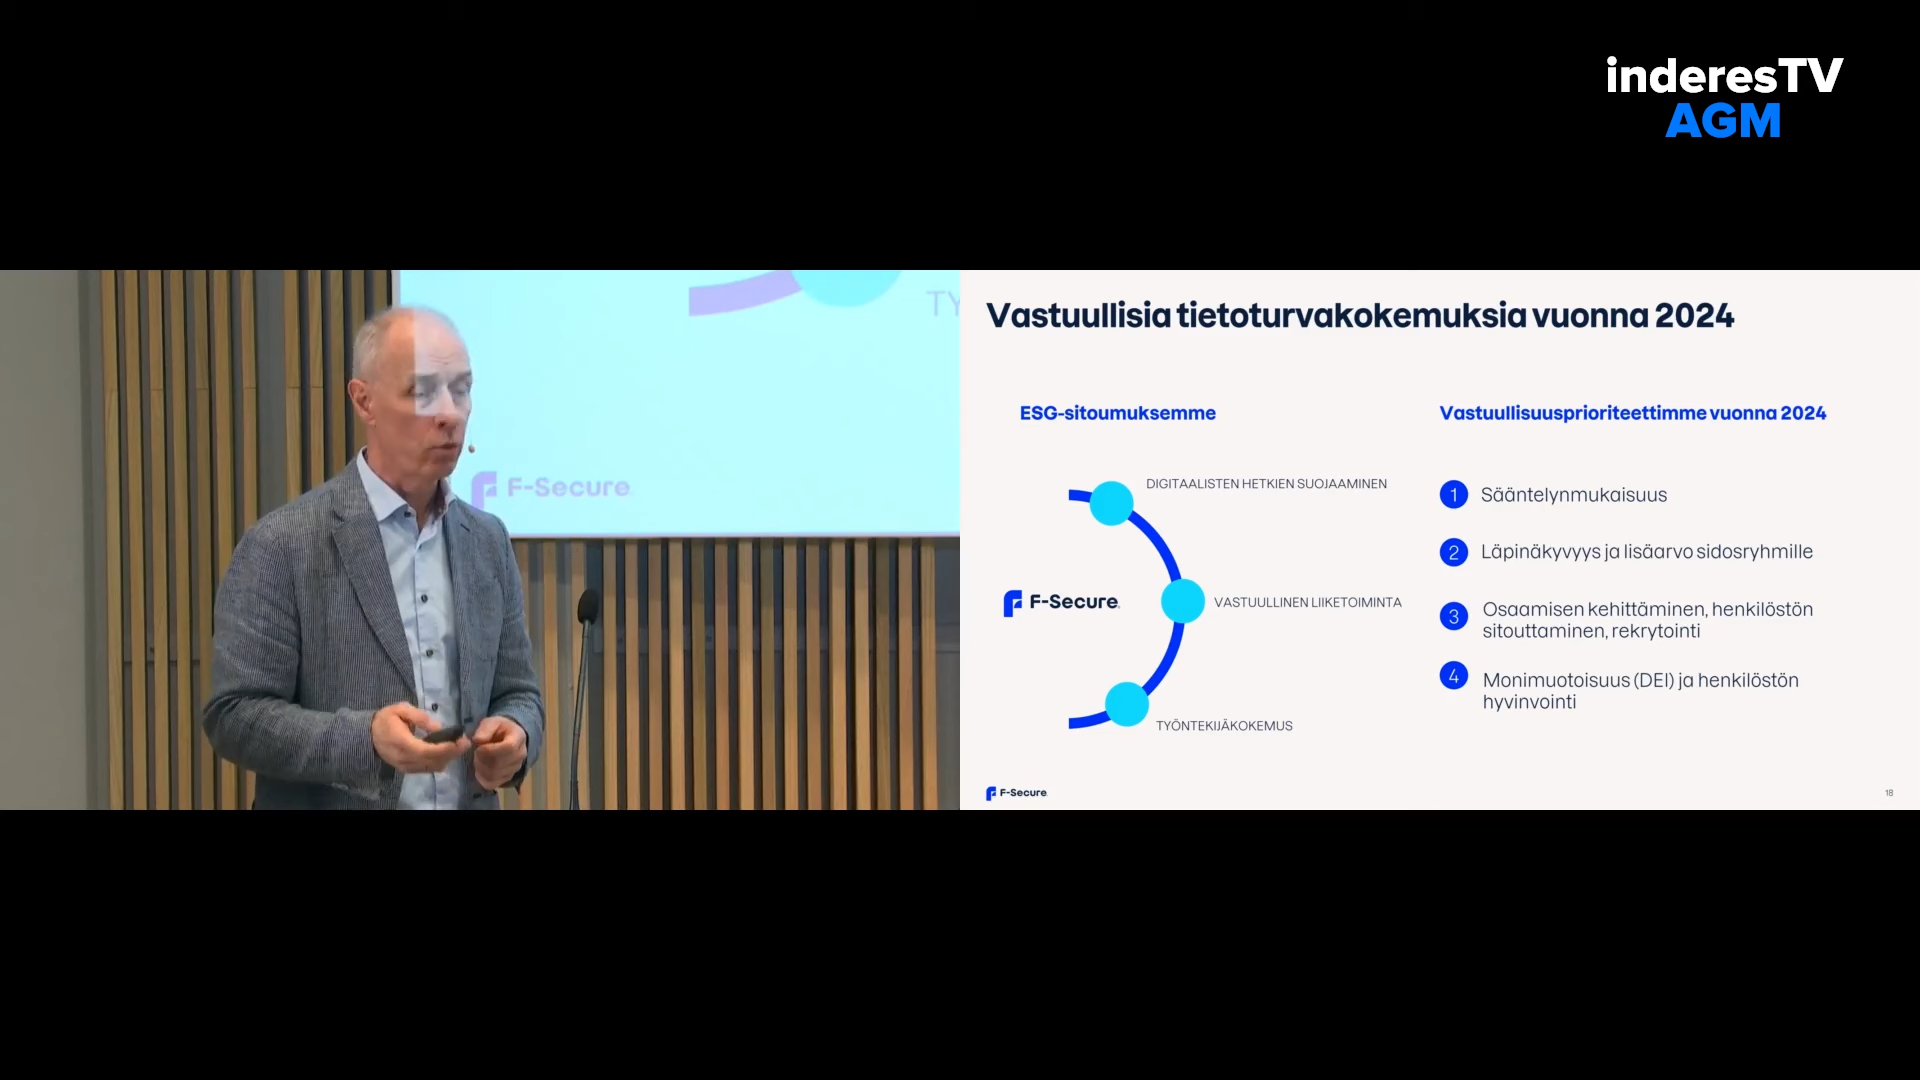 inderesTV
AGM
TY
F-Secure
Vastuullisia tietoturvakokemuksia vuonna 2024
ESG-sitoumuksemme
DIGITAALISTEN HETKIEN SUOJAAMINEN
F-Secure.
VASTUULLINEN LIIKETOIMINTA
TYÖNTEKIJÄKOKEMUS
Vastuullisuusprioriteettimme vuonna 2024
1 Sääntelynmukaisuus
2 Läpinäkyvyys ja lisäarvo sidosryhmille
3 Osaamisen kehittäminen, henkilöstön
sitouttaminen, rekrytointi
4 Monimuotoisuus (DEI) ja henkilöstön
hyvinvointi
F-Secure.
18